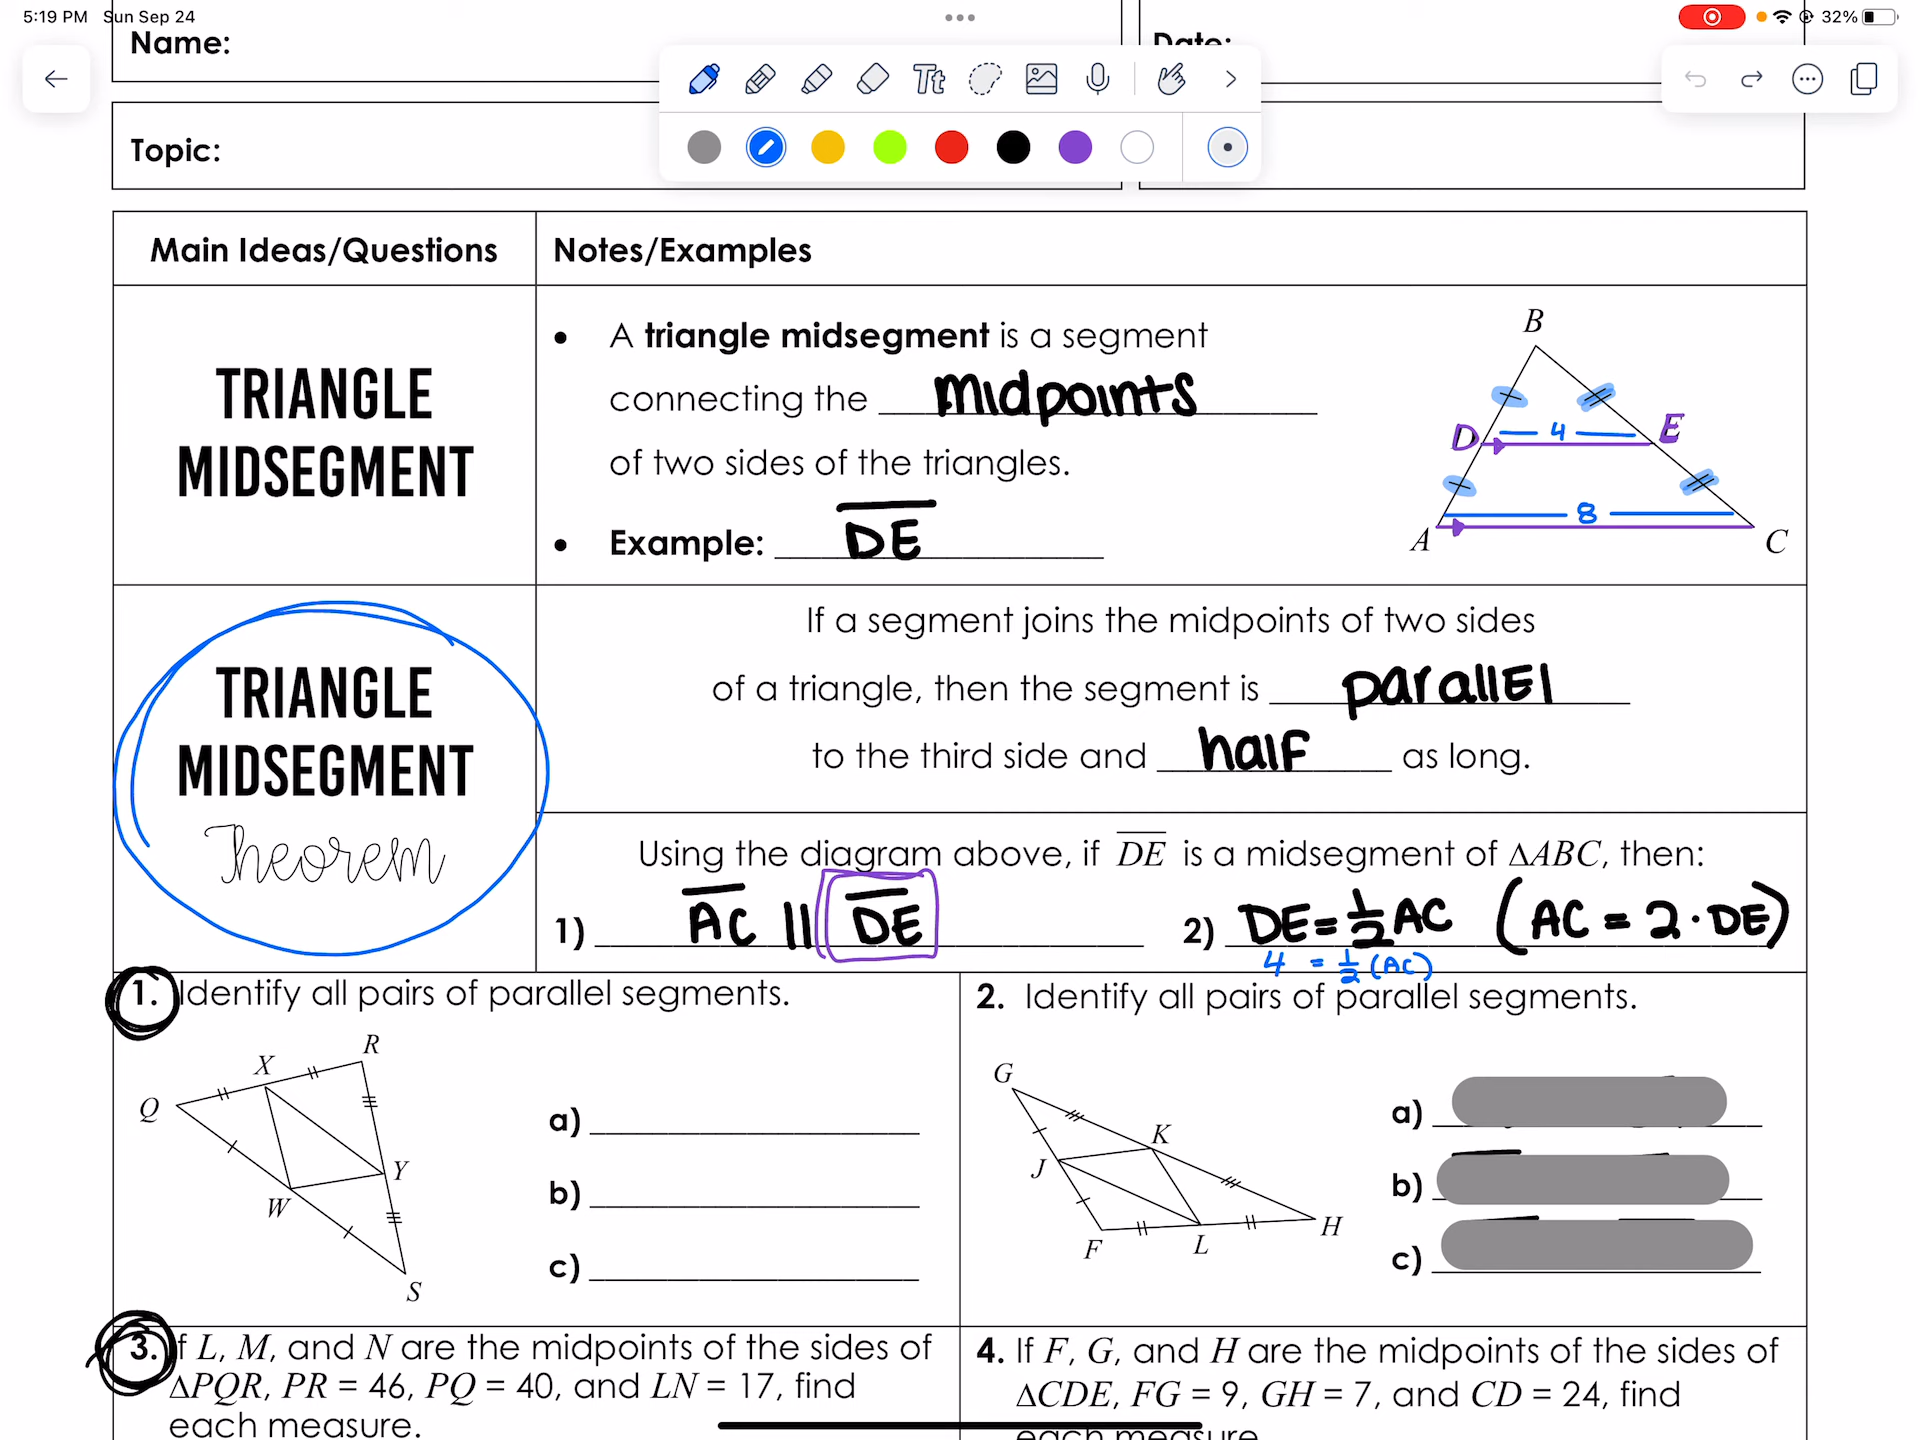 5:19 PM Sun Sep 24
32%
Name:
Topic:
Tt
Main Ideas/Questions
Notes/Examples
TRIANGLE
MIDSEGMENT
• A triangle midsegment is a segment
connecting the midpoints
of two sides of the triangles.
• Example: DE
B
D
4
E
8
A
C
TRIANGLE
MIDSEGMENT
Theorem
If a segment joins the midpoints of two sides
of a triangle, then the segment is parallel
to the third side and half as long.
Using the diagram above, if DE is a midsegment of ΔABC, then:
1) AC || DE
2) DE = 1/2 AC (AC = 2 · DE)
4 = 1/2 (AC)
1. Identify all pairs of parallel segments.
R
X
Q
Y
W
S
a)
b)
c)
2. Identify all pairs of parallel segments.
G
K
J
H
F
L
a)
b)
c)
3. If L, M, and N are the midpoints of the sides of
ΔPQR, PR = 46, PQ = 40, and LN = 17, find
each measure.
4. If F, G, and H are the midpoints of the sides of
ΔCDE, FG = 9, GH = 7, and CD = 24, find
each measure